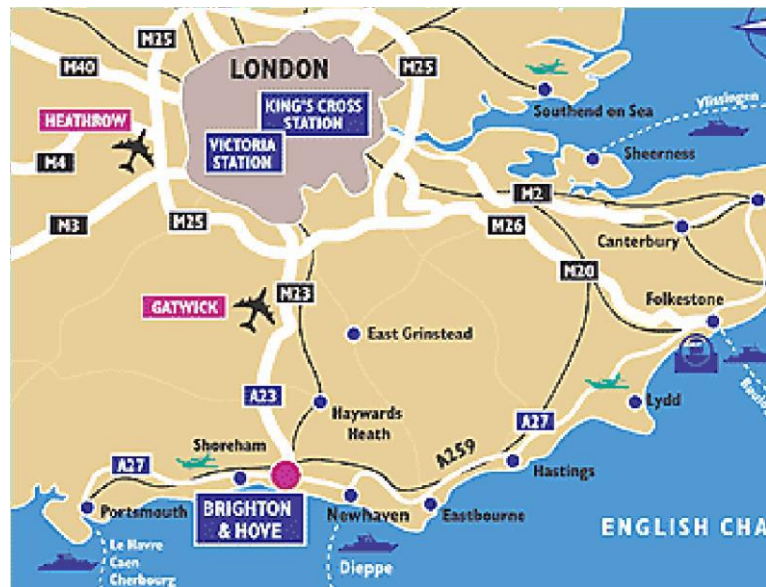 M25
M40
LONDON
M25
KING'S CROSS
STATION
Southend on Sea
Vlissingen
HEATHROW
VICTORIA
STATION
Sheerness
M4
M2
M3
M25
M26
Canterbury
M20
M23
GATWICK
Folkestone
East Grinstead
A23
Haywards
Heath
Lydd
A27
Shoreham
A259
A27
Hastings
Portsmouth
BRIGHTON
& HOVE
Newhaven
Eastbourne
ENGLISH CHA
Le Havre
Caen
Cherbourg
Dieppe